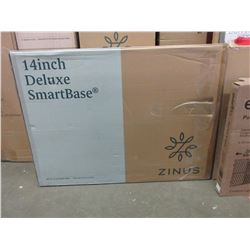 14inch
Deluxe
SmartBase®
ZINUS